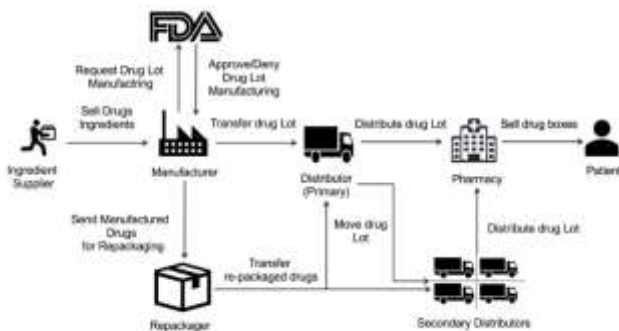 FDA
Request Drug Lot
Manufactring
Approve/Deny
Drug Lot
Manufacturing
Sell Drugs
Ingredients
Transfer drug Lot
Distribute drug Lot
Sell drug boxes
Ingredient
Supplier
Manufacturer
Distributor
(Primary)
Pharmacy
Patient
Send Manufactured
Drugs
for Repackaging
Move drug
Lot
Distribute drug Lot
Transfer
re-packaged drugs
Repackager
Secondary Distributors